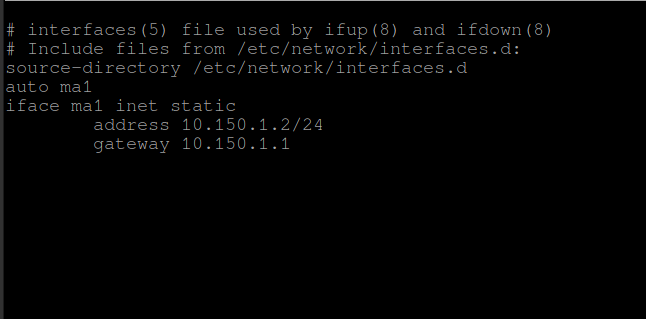 # interfaces(5) file used by ifup(8) and ifdown(8)
# Include files from /etc/network/interfaces.d:
source-directory /etc/network/interfaces.d
auto ma1
iface ma1 inet static
        address 10.150.1.2/24
        gateway 10.150.1.1